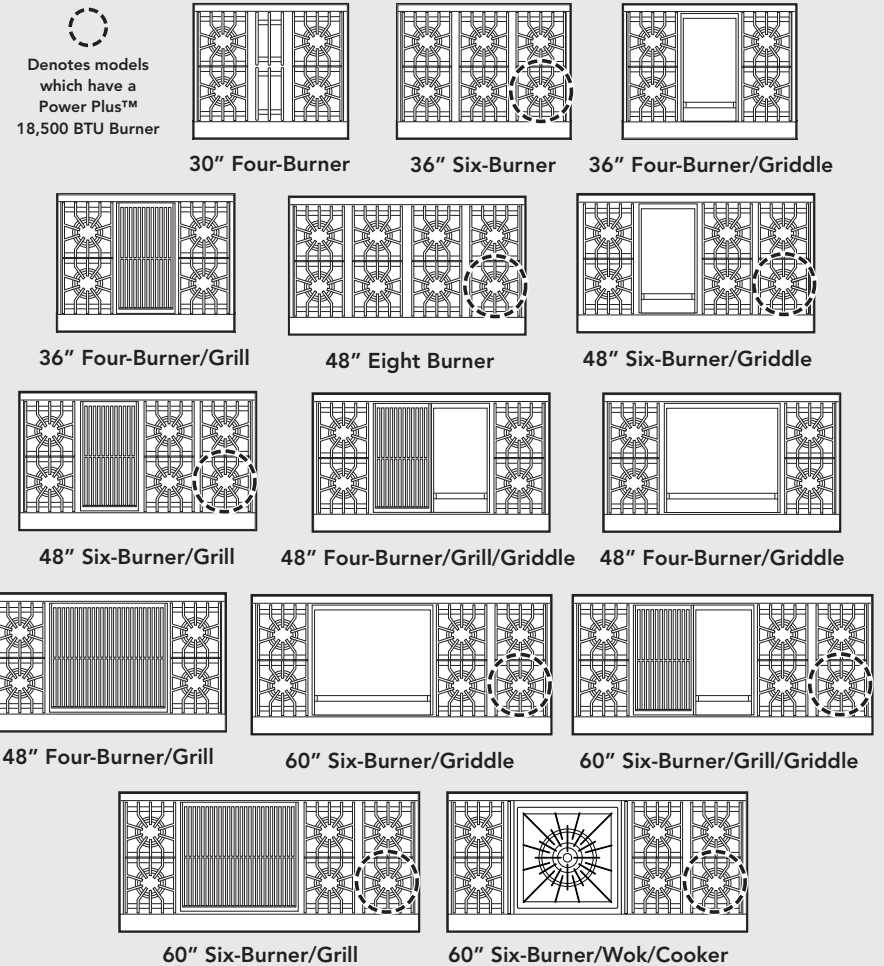 Denotes models
which have a
Power Plus™
18,500 BTU Burner
30” Four-Burner
36” Six-Burner
36” Four-Burner/Griddle
36” Four-Burner/Grill
48” Eight Burner
48” Six-Burner/Griddle
48” Six-Burner/Grill
48” Four-Burner/Grill/Griddle
48” Four-Burner/Griddle
48” Four-Burner/Grill
60” Six-Burner/Griddle
60” Six-Burner/Grill/Griddle
60” Six-Burner/Grill
60” Six-Burner/Wok/Cooker